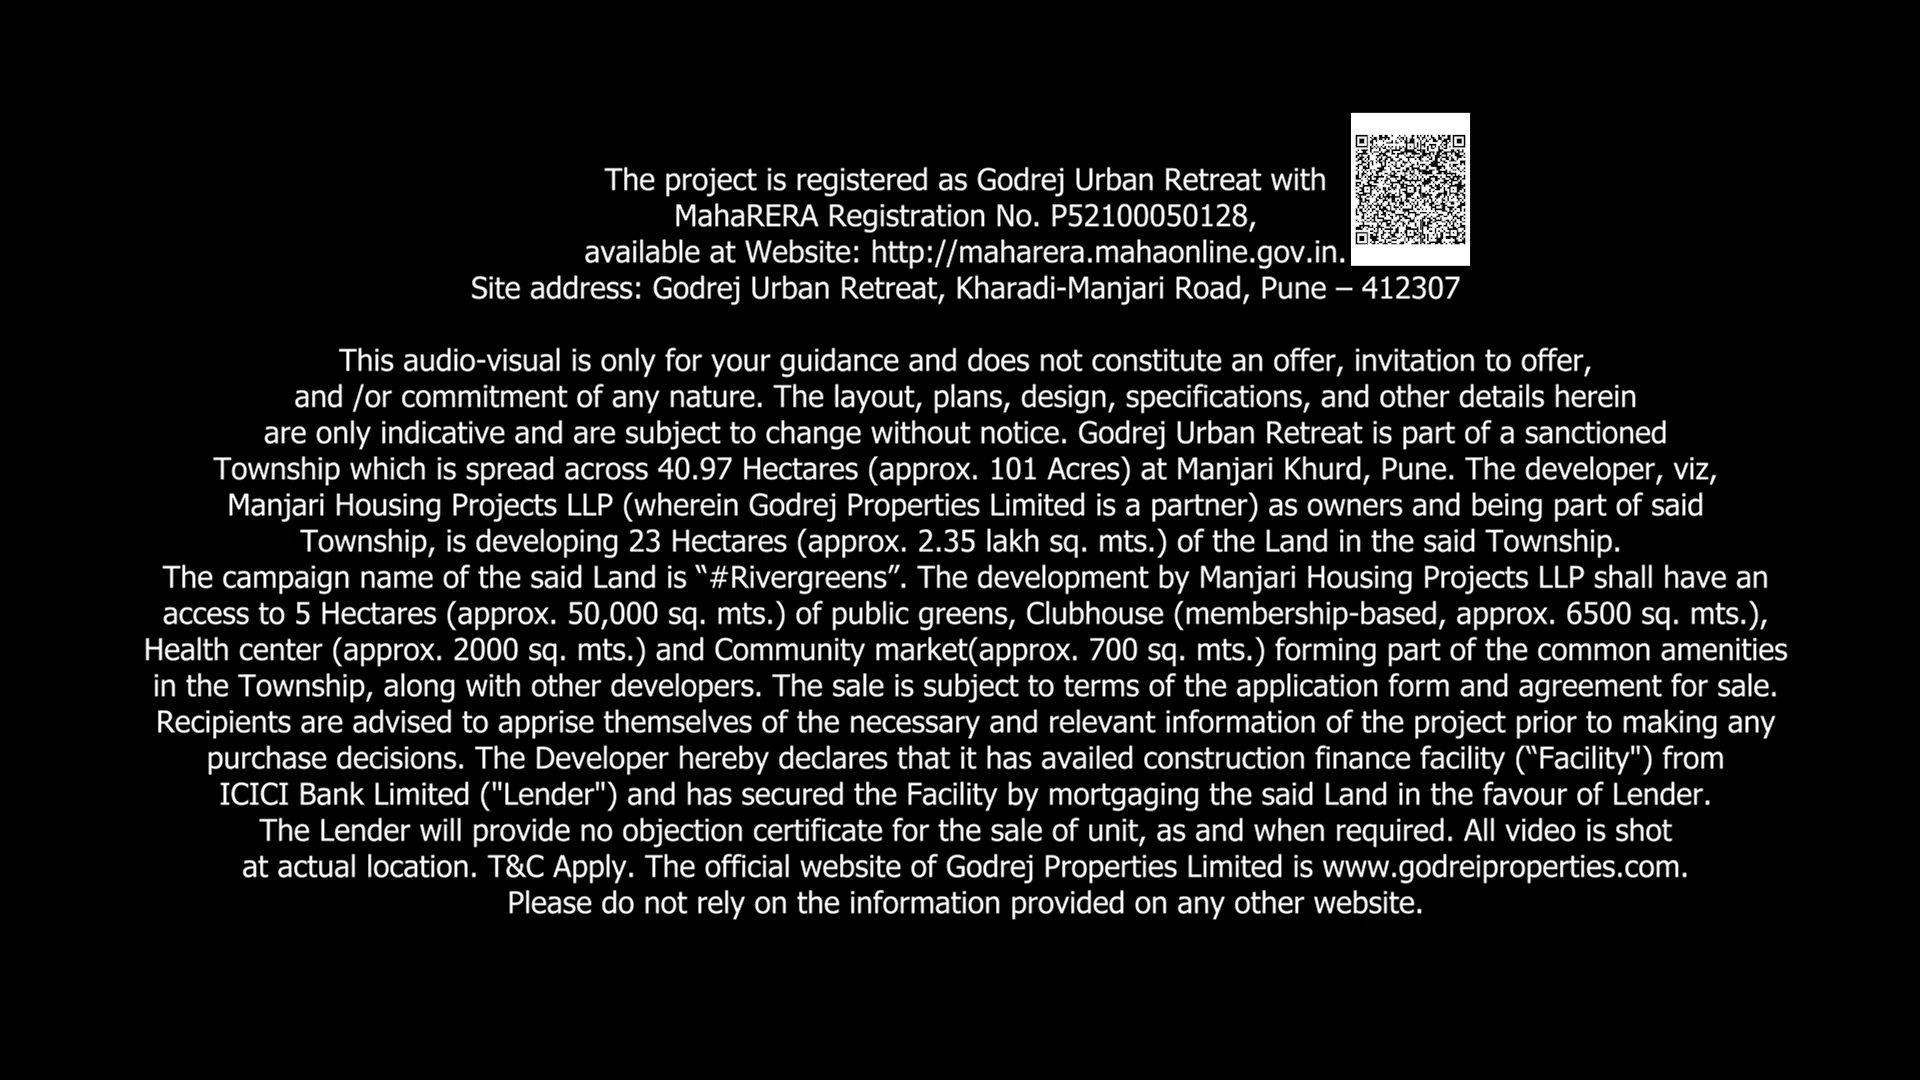 The project is registered as Godrej Urban Retreat with
MahaRERA Registration No. P52100050128,
available at Website: http://maharera.mahaonline.gov.in.
Site address: Godrej Urban Retreat, Kharadi-Manjari Road, Pune – 412307
This audio-visual is only for your guidance and does not constitute an offer, invitation to offer,
and /or commitment of any nature. The layout, plans, design, specifications, and other details herein
are only indicative and are subject to change without notice. Godrej Urban Retreat is part of a sanctioned
Township which is spread across 40.97 Hectares (approx. 101 Acres) at Manjari Khurd, Pune. The developer, viz,
Manjari Housing Projects LLP (wherein Godrej Properties Limited is a partner) as owners and being part of said
Township, is developing 23 Hectares (approx. 2.35 lakh sq. mts.) of the Land in the said Township.
The campaign name of the said Land is “#Rivergreens”. The development by Manjari Housing Projects LLP shall have an
access to 5 Hectares (approx. 50,000 sq. mts.) of public greens, Clubhouse (membership-based, approx. 6500 sq. mts.),
Health center (approx. 2000 sq. mts.) and Community market(approx. 700 sq. mts.) forming part of the common amenities
in the Township, along with other developers. The sale is subject to terms of the application form and agreement for sale.
Recipients are advised to apprise themselves of the necessary and relevant information of the project prior to making any
purchase decisions. The Developer hereby declares that it has availed construction finance facility (“Facility") from
ICICI Bank Limited ("Lender") and has secured the Facility by mortgaging the said Land in the favour of Lender.
The Lender will provide no objection certificate for the sale of unit, as and when required. All video is shot
at actual location. T&C Apply. The official website of Godrej Properties Limited is www.godreiproperties.com.
Please do not rely on the information provided on any other website.